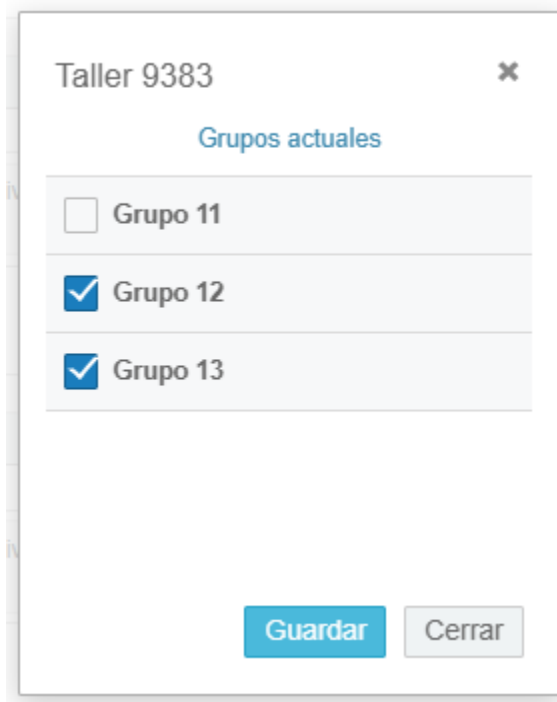 Taller 9383
Grupos actuales
Grupo 11
Grupo 12
Grupo 13
Guardar Cerrar